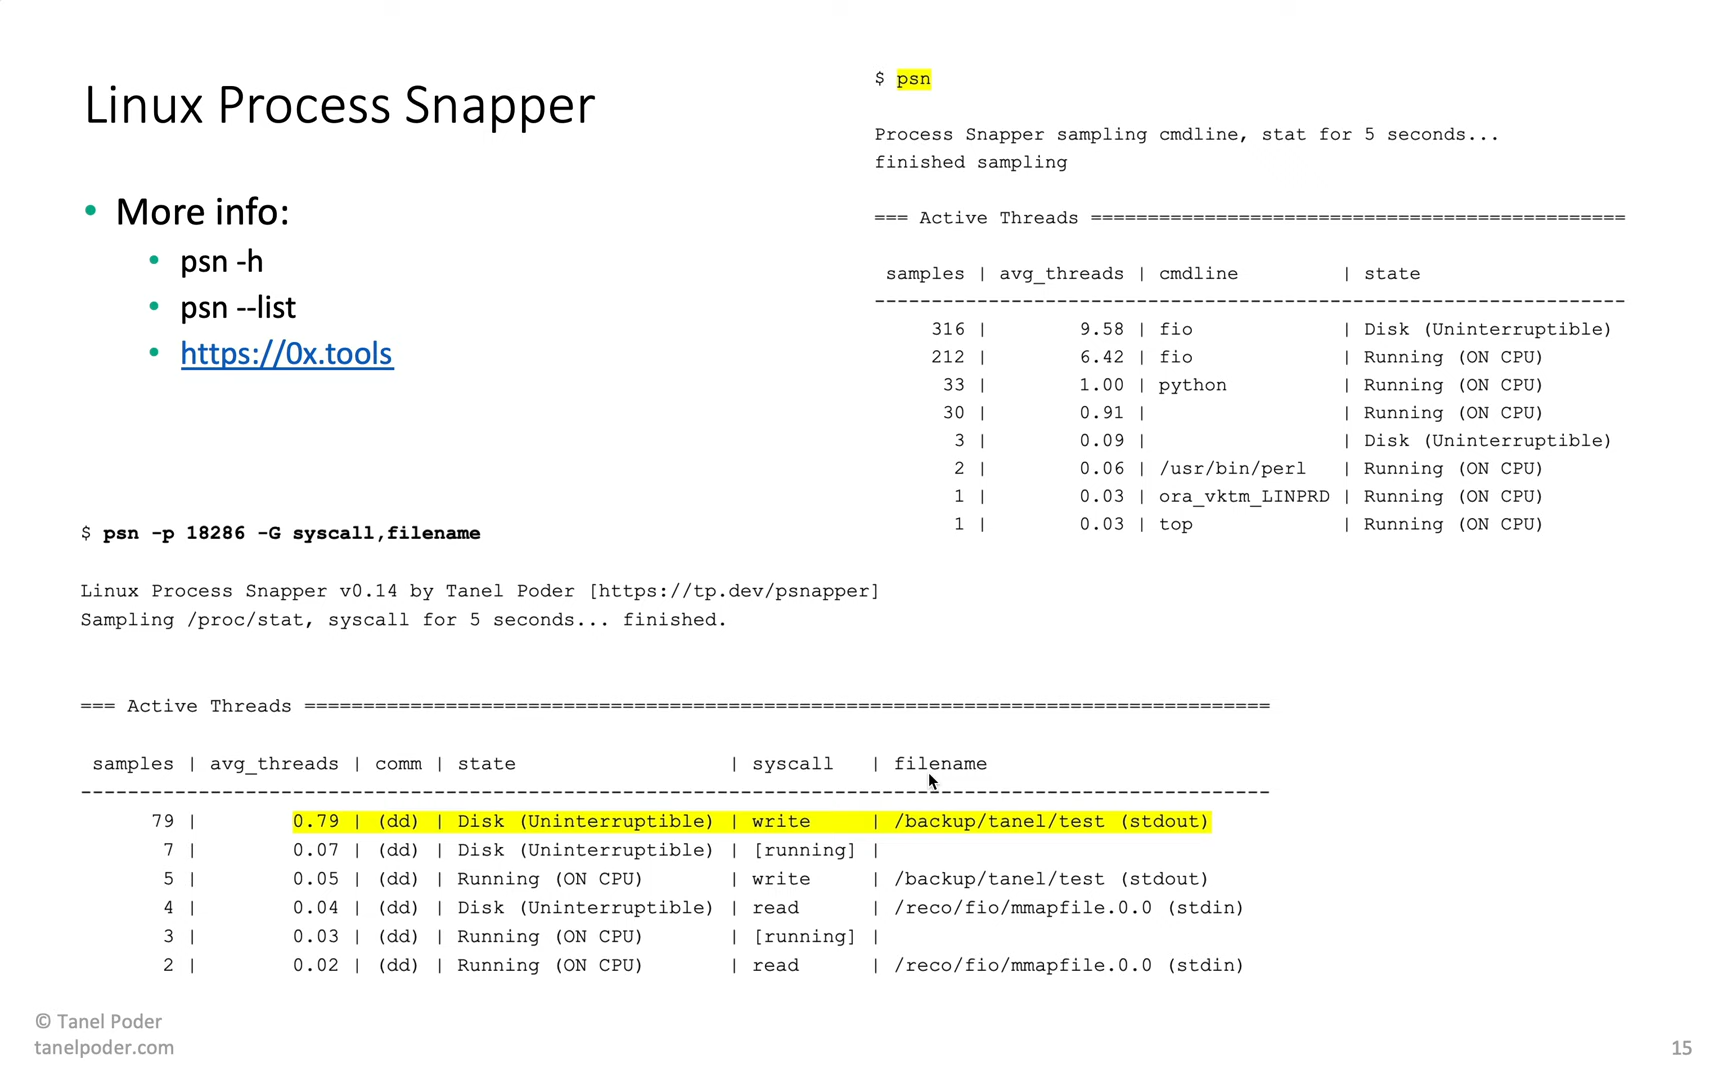 Linux Process Snapper
• More info:
• psn -h
• psn --list
• https://0x.tools
$ psn
Process Snapper sampling cmdline, stat for 5 seconds...
finished sampling
=== Active Threads ===============================================
samples | avg_threads | cmdline         | state
------------------------------------------------------------------
316 |        9.58 | fio             | Disk (Uninterruptible)
212 |        6.42 | fio             | Running (ON CPU)
33 |        1.00 | python          | Running (ON CPU)
30 |        0.91 |                 | Running (ON CPU)
3 |        0.09 |                 | Disk (Uninterruptible)
2 |        0.06 | /usr/bin/perl   | Running (ON CPU)
1 |        0.03 | ora_vktm_LINPRD | Running (ON CPU)
1 |        0.03 | top             | Running (ON CPU)
$ psn -p 18286 -G syscall,filename
Linux Process Snapper v0.14 by Tanel Poder [https://tp.dev/psnapper]
Sampling /proc/stat, syscall for 5 seconds... finished.
=== Active Threads ==================================================================================
samples | avg_threads | comm | state                  | syscall   | filename
-----------------------------------------------------------------------------------------------------
79 |        0.79 | (dd) | Disk (Uninterruptible) | write     | /backup/tanel/test (stdout)
7 |        0.07 | (dd) | Disk (Uninterruptible) | [running] |
5 |        0.05 | (dd) | Running (ON CPU)       | write     | /backup/tanel/test (stdout)
4 |        0.04 | (dd) | Disk (Uninterruptible) | read      | /reco/fio/mmapfile.0.0 (stdin)
3 |        0.03 | (dd) | Running (ON CPU)       | [running] |
2 |        0.02 | (dd) | Running (ON CPU)       | read      | /reco/fio/mmapfile.0.0 (stdin)
© Tanel Poder
tanelpoder.com
15